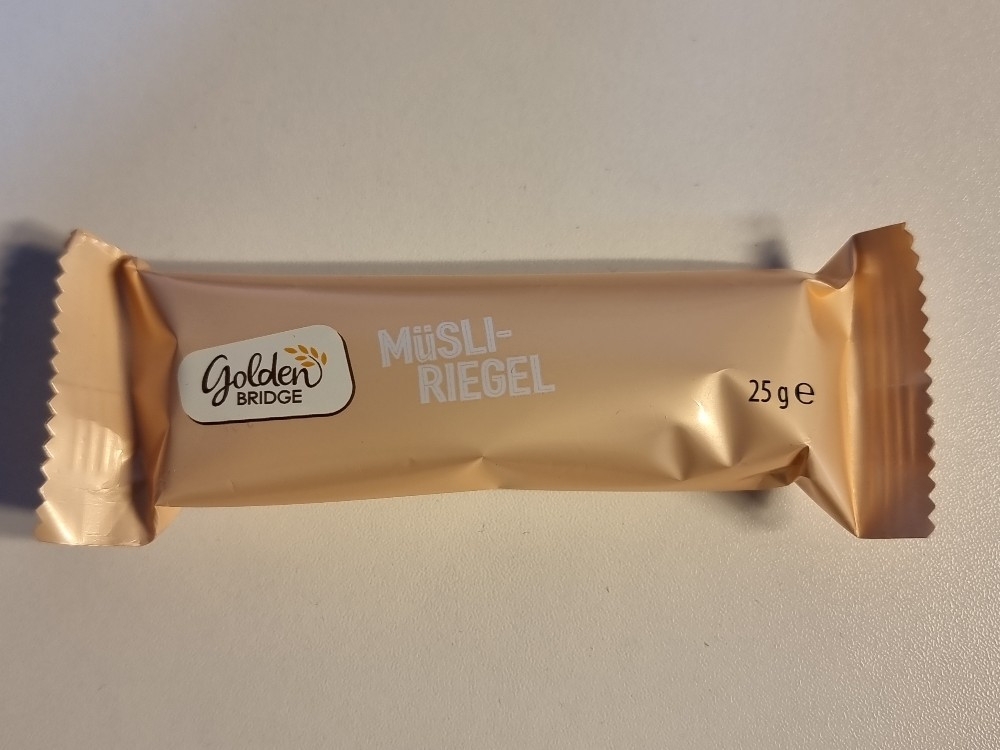 Golden
BRIDGE
MüSLI-
RIEGEL
25 g ℮